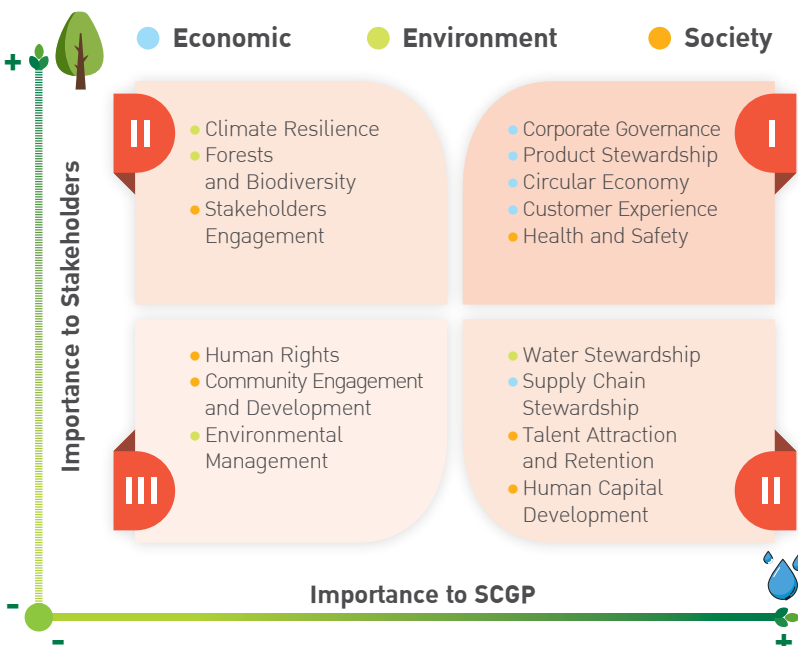 Economic
Environment
Society
+
Importance to Stakeholders
II
Climate Resilience
Forests
and Biodiversity
Stakeholders
Engagement
I
Corporate Governance
Product Stewardship
Circular Economy
Customer Experience
Health and Safety
III
Human Rights
Community Engagement
and Development
Environmental
Management
II
Water Stewardship
Supply Chain
Stewardship
Talent Attraction
and Retention
Human Capital
Development
-
Importance to SCGP
-
+